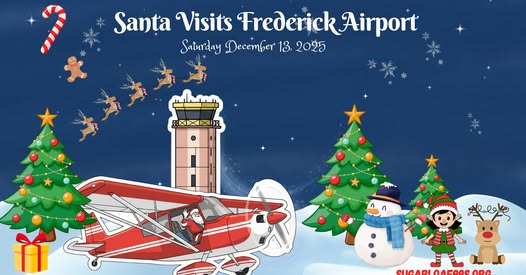 Santa Visits Frederick Airport
Saturday December 13, 2025
SUGARLOAF99S.ORG